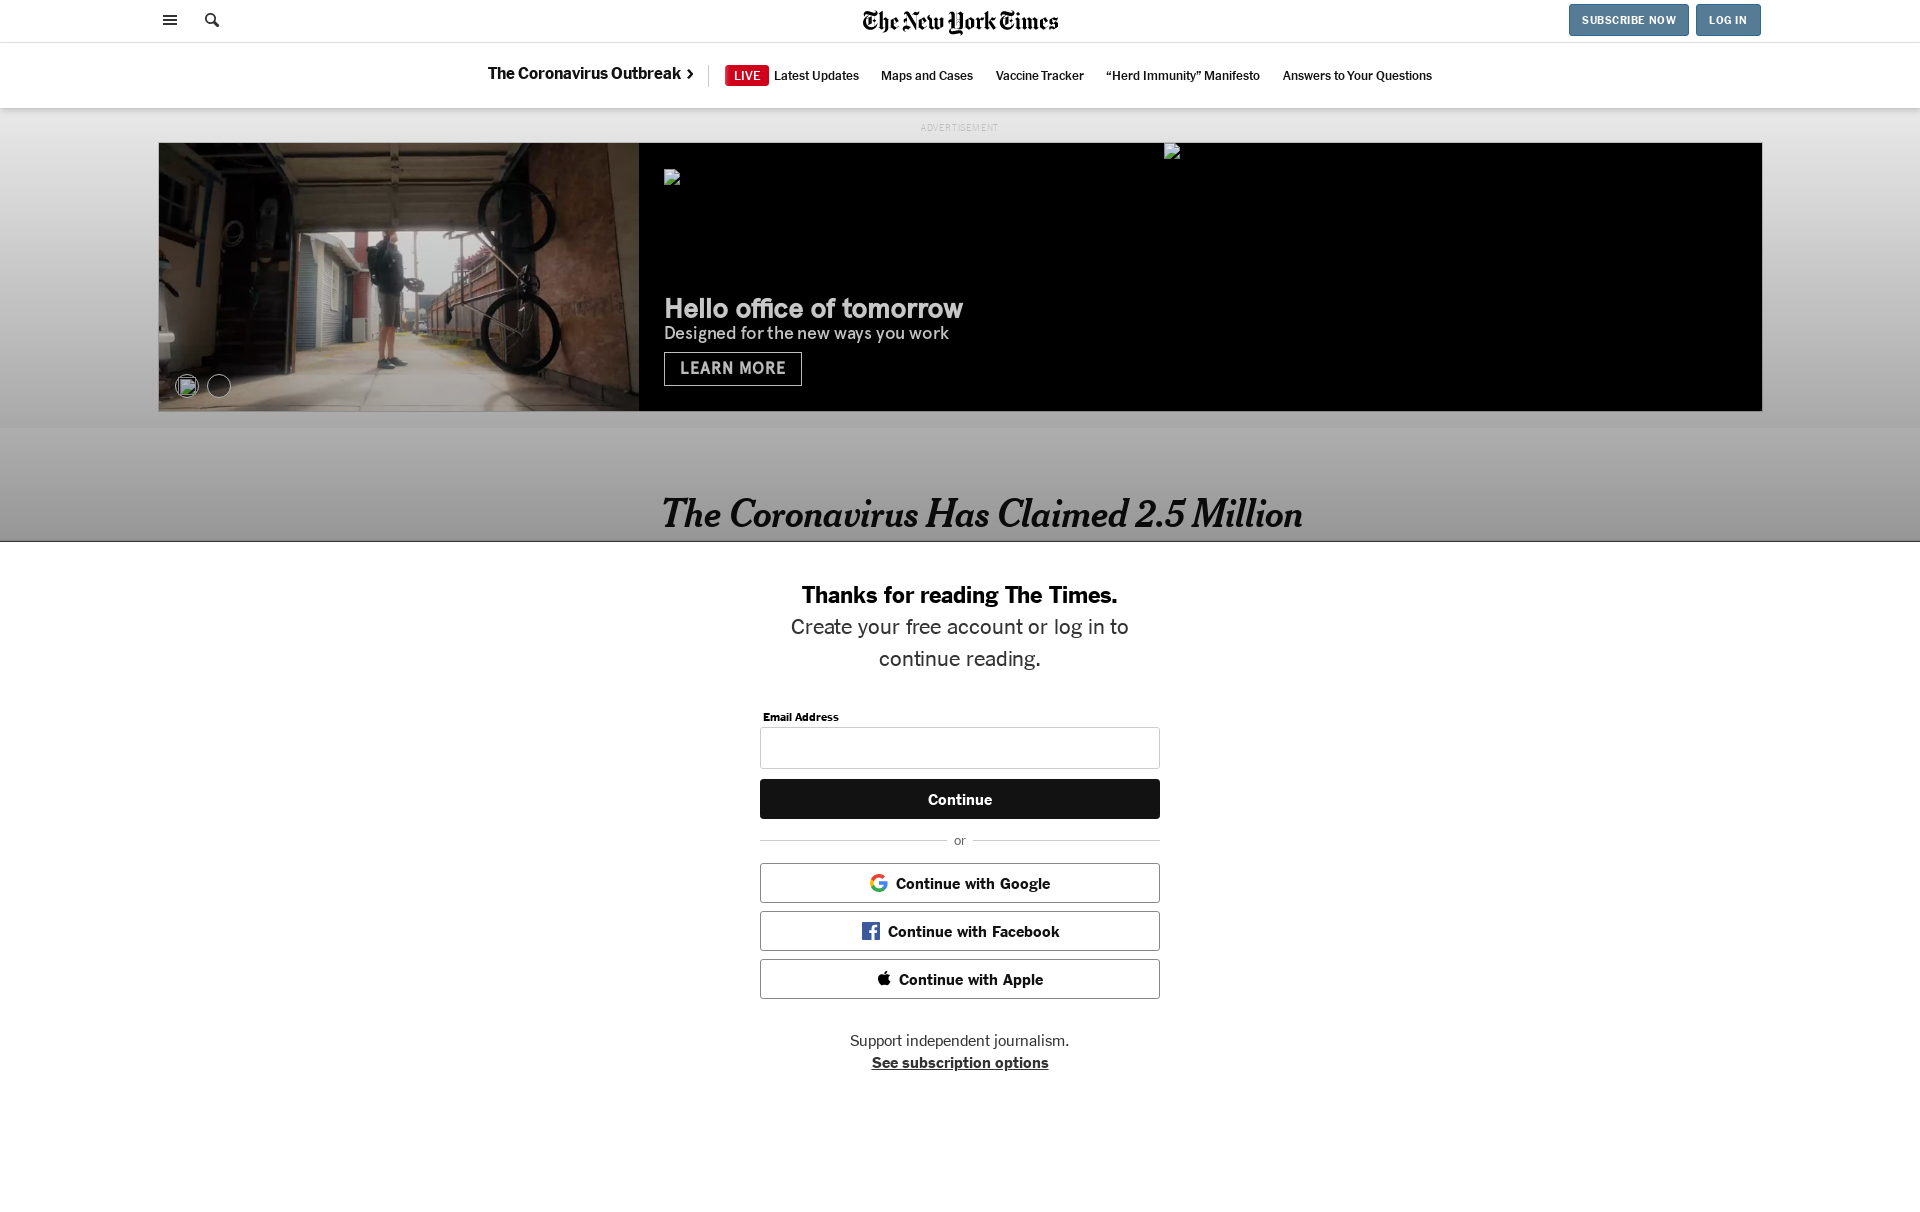 The New York Times
SUBSCRIBE NOW
LOG IN
The Coronavirus Outbreak
LIVE Latest Updates
Maps and Cases
Vaccine Tracker
“Herd Immunity” Manifesto
Answers to Your Questions
ADVERTISEMENT
Hello office of tomorrow
Designed for the new ways you work
LEARN MORE
The Coronavirus Has Claimed 2.5 Million
Thanks for reading The Times.
Create your free account or log in to
continue reading.
Email Address
Continue
or
Continue with Google
Continue with Facebook
Continue with Apple
Support independent journalism.
See subscription options